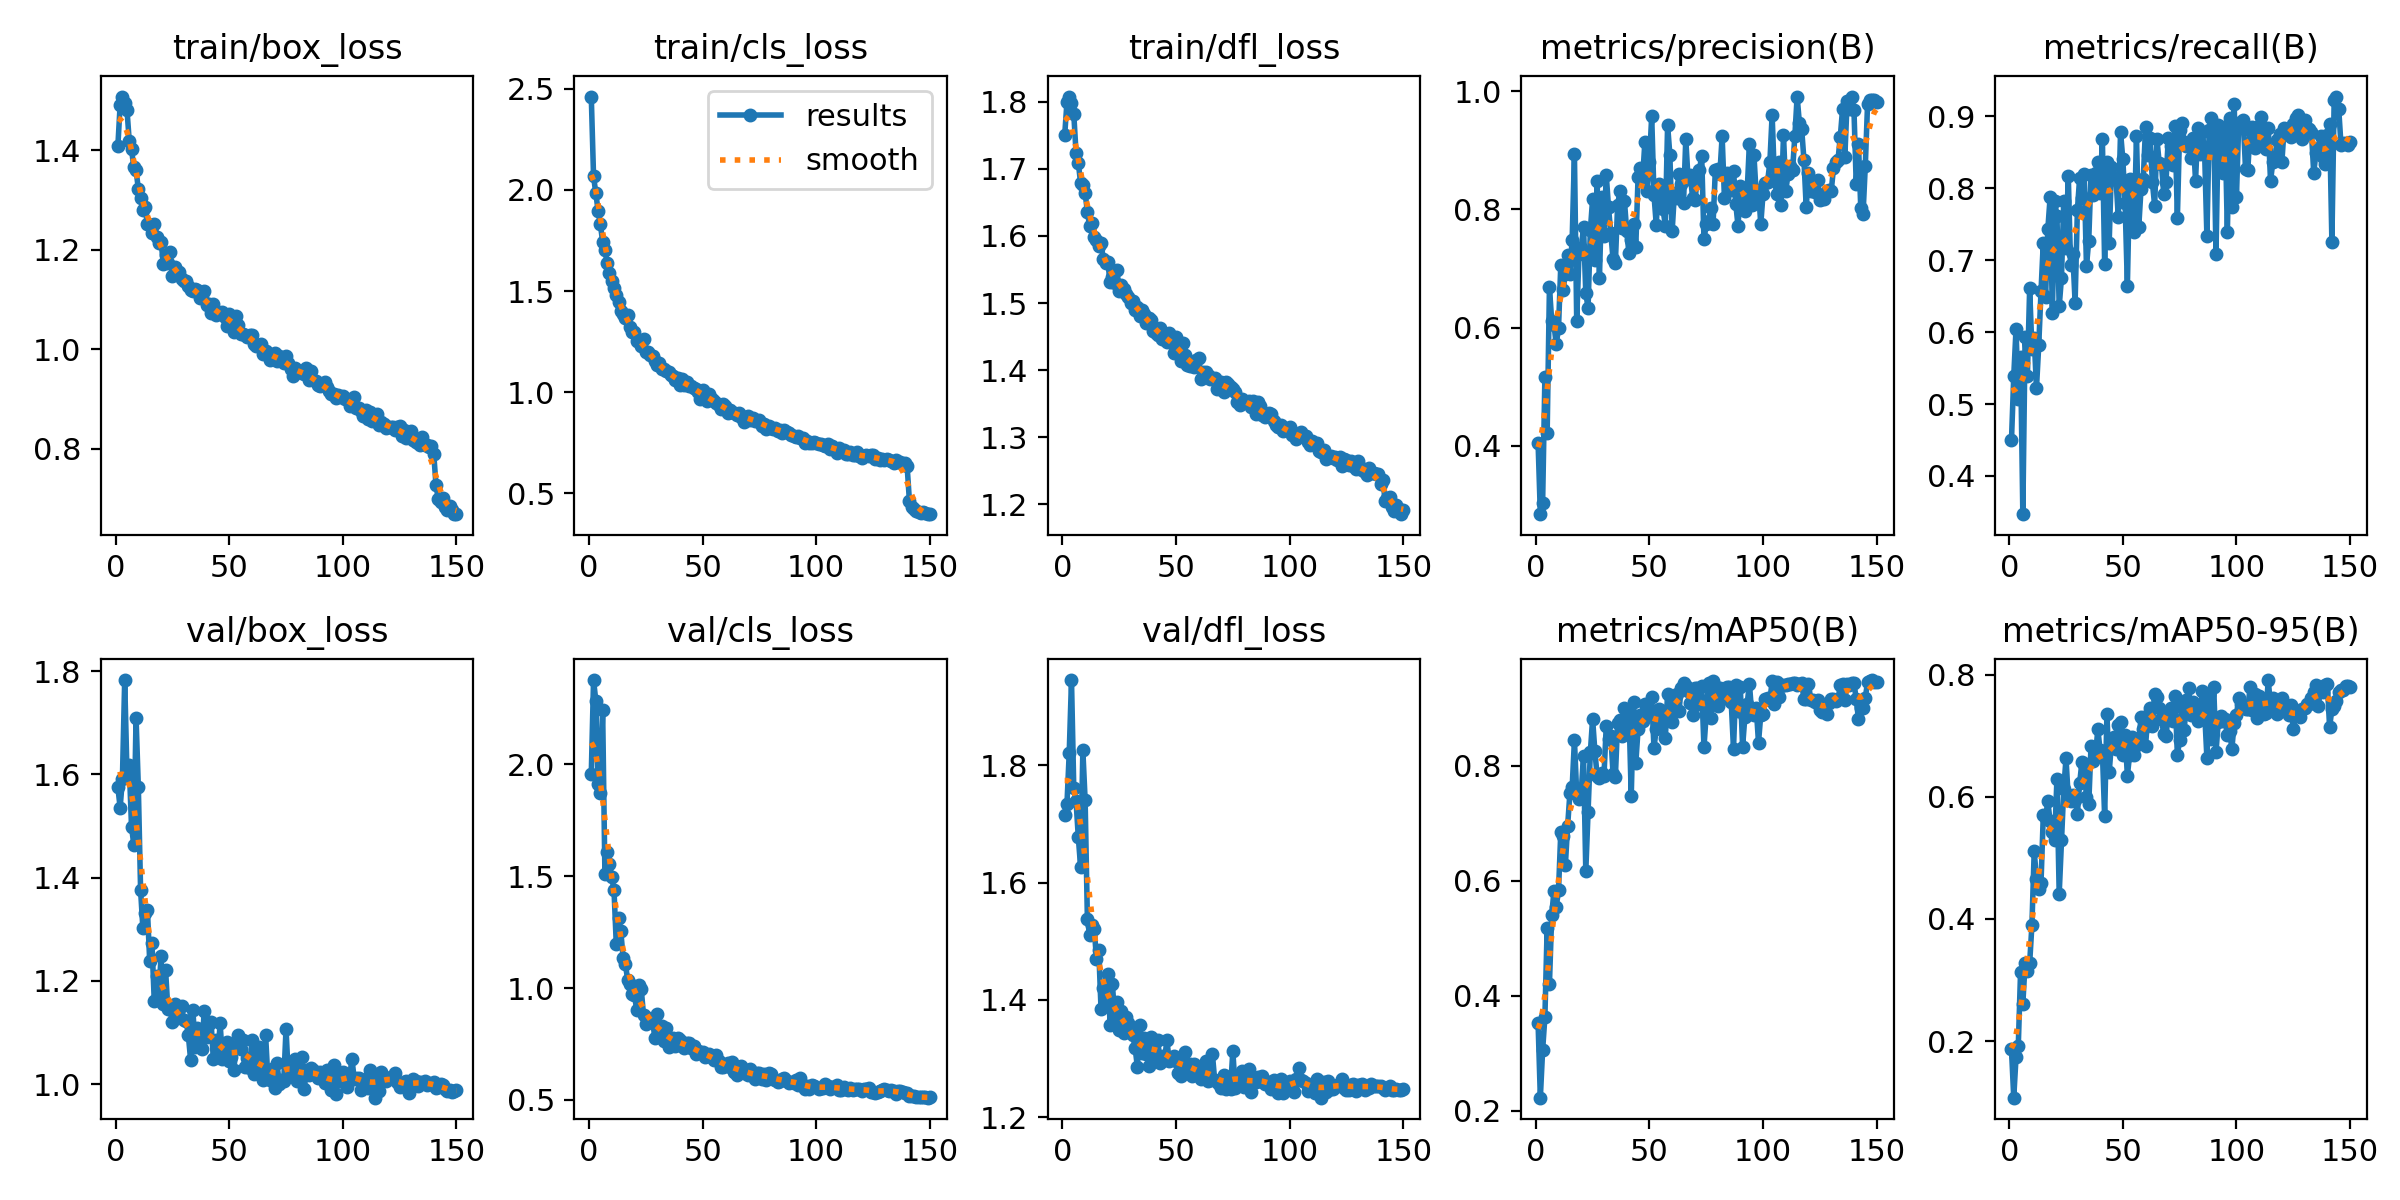 train/box_loss
1.4
1.2
1.0
0.8
0 50 100 150
train/cls_loss
results
smooth
2.5
2.0
1.5
1.0
0.5
0 50 100 150
train/dfl_loss
1.8
1.7
1.6
1.5
1.4
1.3
1.2
0 50 100 150
metrics/precision(B)
1.0
0.8
0.6
0.4
0 50 100 150
metrics/recall(B)
0.9
0.8
0.7
0.6
0.5
0.4
0 50 100 150
val/box_loss
1.8
1.6
1.4
1.2
1.0
0 50 100 150
val/cls_loss
2.0
1.5
1.0
0.5
0 50 100 150
val/dfl_loss
1.8
1.6
1.4
1.2
0 50 100 150
metrics/mAP50(B)
0.8
0.6
0.4
0.2
0 50 100 150
metrics/mAP50-95(B)
0.8
0.6
0.4
0.2
0 50 100 150